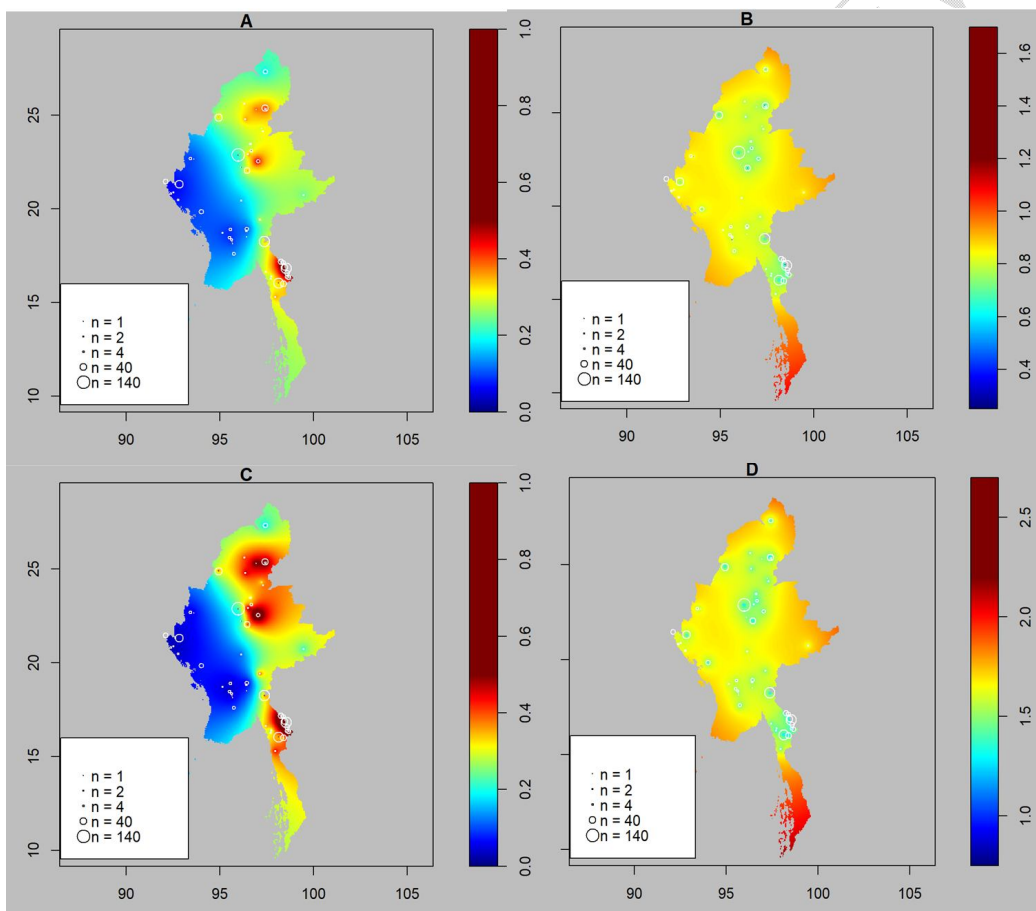 A
1.0
0.8
0.6
0.4
0.2
0.0
25
20
15
10
90
95
100
105
n = 1
n = 2
n = 4
n = 40
n = 140
B
1.6
1.4
1.2
1.0
0.8
0.6
0.4
90
95
100
105
n = 1
n = 2
n = 4
n = 40
n = 140
C
1.0
0.8
0.6
0.4
0.2
0.0
25
20
15
10
90
95
100
105
n = 1
n = 2
n = 4
n = 40
n = 140
D
2.5
2.0
1.5
1.0
90
95
100
105
n = 1
n = 2
n = 4
n = 40
n = 140